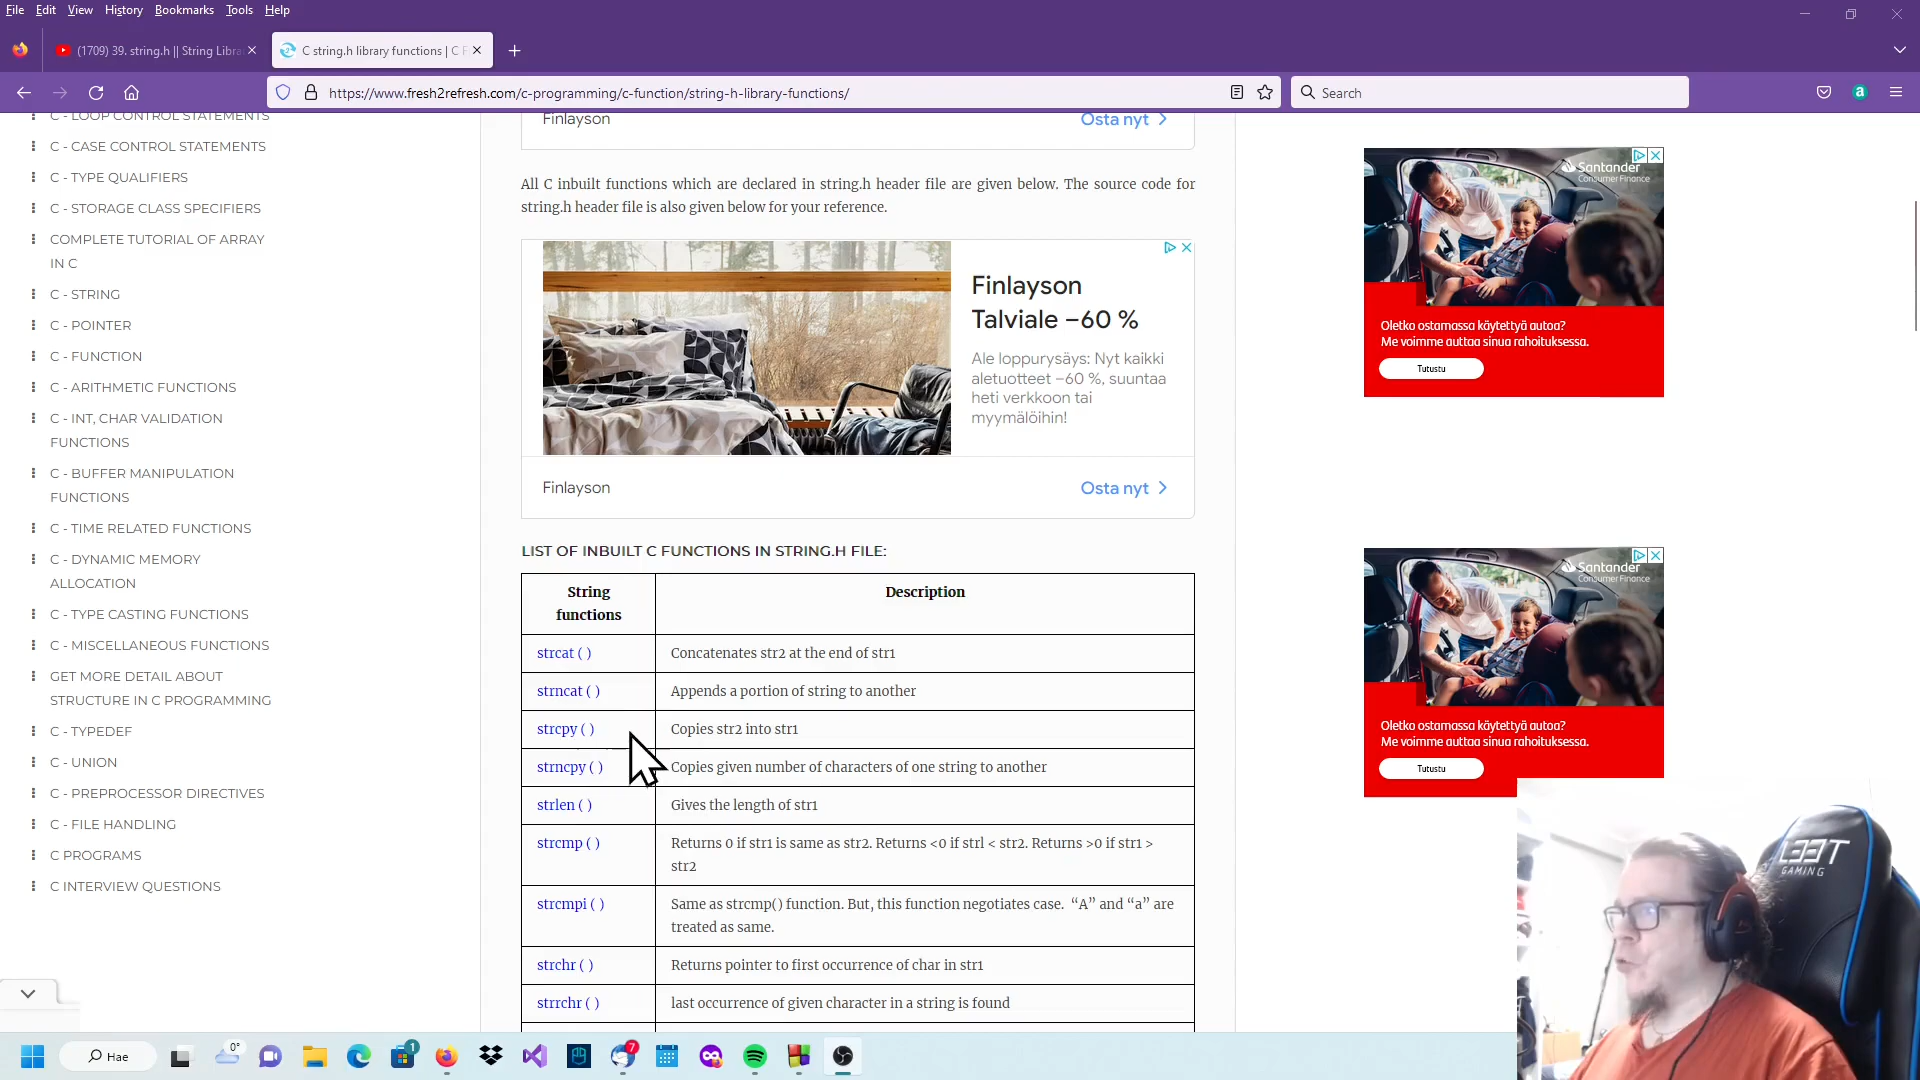 File Edit View History Bookmarks Tools Help
(1709) 39. string.h || String Libra
C string.h library functions | C F
https://www.fresh2refresh.com/c-programming/c-function/string-h-library-functions/
Search
C - LOOP CONTROL STATEMENTS
C - CASE CONTROL STATEMENTS
C - TYPE QUALIFIERS
C - STORAGE CLASS SPECIFIERS
COMPLETE TUTORIAL OF ARRAY
IN C
C - STRING
C - POINTER
C - FUNCTION
C - ARITHMETIC FUNCTIONS
C - INT, CHAR VALIDATION
FUNCTIONS
C - BUFFER MANIPULATION
FUNCTIONS
C - TIME RELATED FUNCTIONS
C - DYNAMIC MEMORY
ALLOCATION
C - TYPE CASTING FUNCTIONS
C - MISCELLANEOUS FUNCTIONS
GET MORE DETAIL ABOUT
STRUCTURE IN C PROGRAMMING
C - TYPEDEF
C - UNION
C - PREPROCESSOR DIRECTIVES
C - FILE HANDLING
C PROGRAMS
C INTERVIEW QUESTIONS
Finlayson Osta nyt
All C inbuilt functions which are declared in string.h header file are given below. The source code for
string.h header file is also given below for your reference.
Finlayson
Talviale −60 %
Ale loppurysäys: Nyt kaikki
aletuotteet −60 %, suuntaa
heti verkkoon tai
myymälöihin!
Finlayson Osta nyt
LIST OF INBUILT C FUNCTIONS IN STRING.H FILE:
String
functions
Description
strcat ( ) Concatenates str2 at the end of str1
strncat ( ) Appends a portion of string to another
strcpy ( ) Copies str2 into str1
strncpy ( ) Copies given number of characters of one string to another
strlen ( ) Gives the length of str1
strcmp ( ) Returns 0 if str1 is same as str2. Returns <0 if strl < str2. Returns >0 if str1 >
str2
strcmpi ( ) Same as strcmp() function. But, this function negotiates case. “A” and “a” are
treated as same.
strchr ( ) Returns pointer to first occurrence of char in str1
strrchr ( ) last occurrence of given character in a string is found
Santander
Consumer Finance
Oletko ostamassa käytettyä autoa?
Me voimme auttaa sinua rahoituksessa.
Tutustu
Santander
Consumer Finance
Oletko ostamassa käytettyä autoa?
Me voimme auttaa sinua rahoituksessa.
Tutustu
L33T
GAMING
Hae
0°
1
7